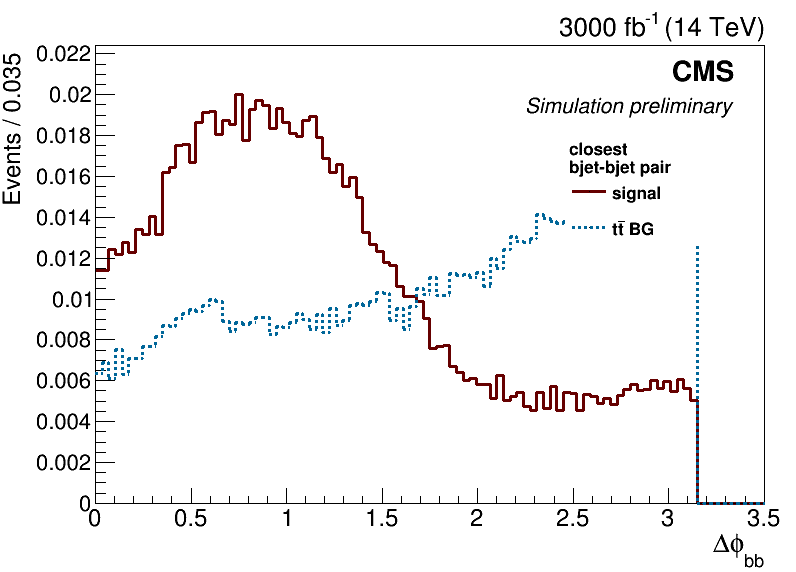 3000 fb⁻¹ (14 TeV)
CMS
Simulation preliminary
closest
bjet-bjet pair
signal
tt̄ BG
Events / 0.035
0.022
0.02
0.018
0.016
0.014
0.012
0.01
0.008
0.006
0.004
0.002
0
0 0.5 1 1.5 2 2.5 3 3.5
Δϕbb